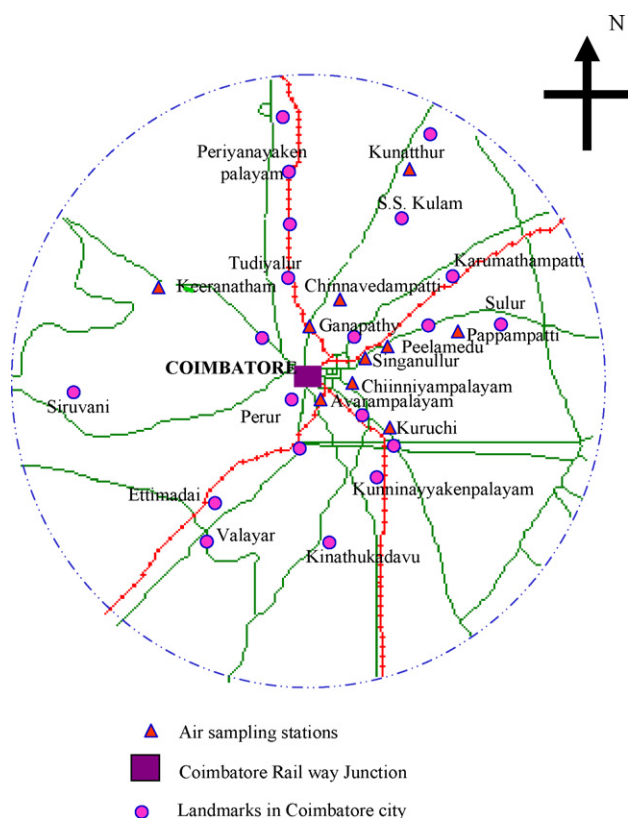 N
Periyanayaken
palayam
Kunatthur
S.S. Kulam
Karumathampatti
Tudiyalur
Keeranatham
Chinnavedampatti
Sulur
Ganapathy
Pappampatti
Peelamedu
Singanullur
COIMBATORE
Chiinniyampalayam
Siruvani
Avarampalayam
Perur
Kuruchi
Kunninayyakenpalayam
Ettimadai
Valayar
Kinathukadavu
Air sampling stations
Coimbatore Rail way Junction
Landmarks in Coimbatore city